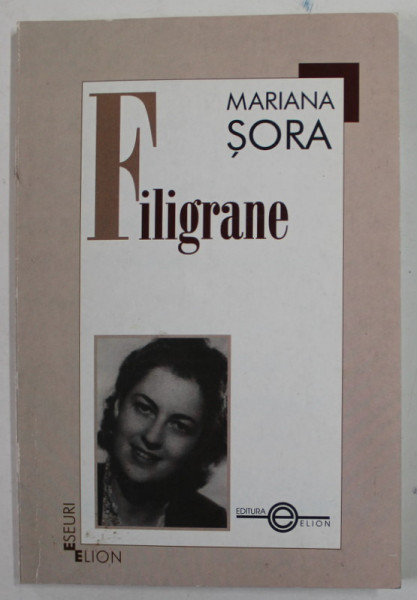 MARIANA
ȘORA
Filigrane
EDITURA
e
ELION
ESEURI
ELION